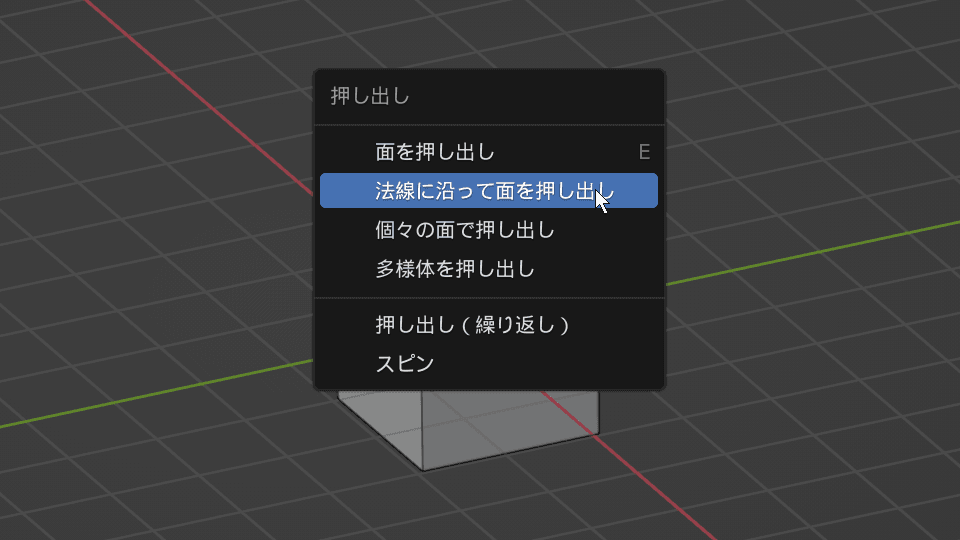 押し出し
面を押し出し E
法線に沿って面を押し出し
個々の面で押し出し
多様体を押し出し
押し出し ( 繰り返し )
スピン